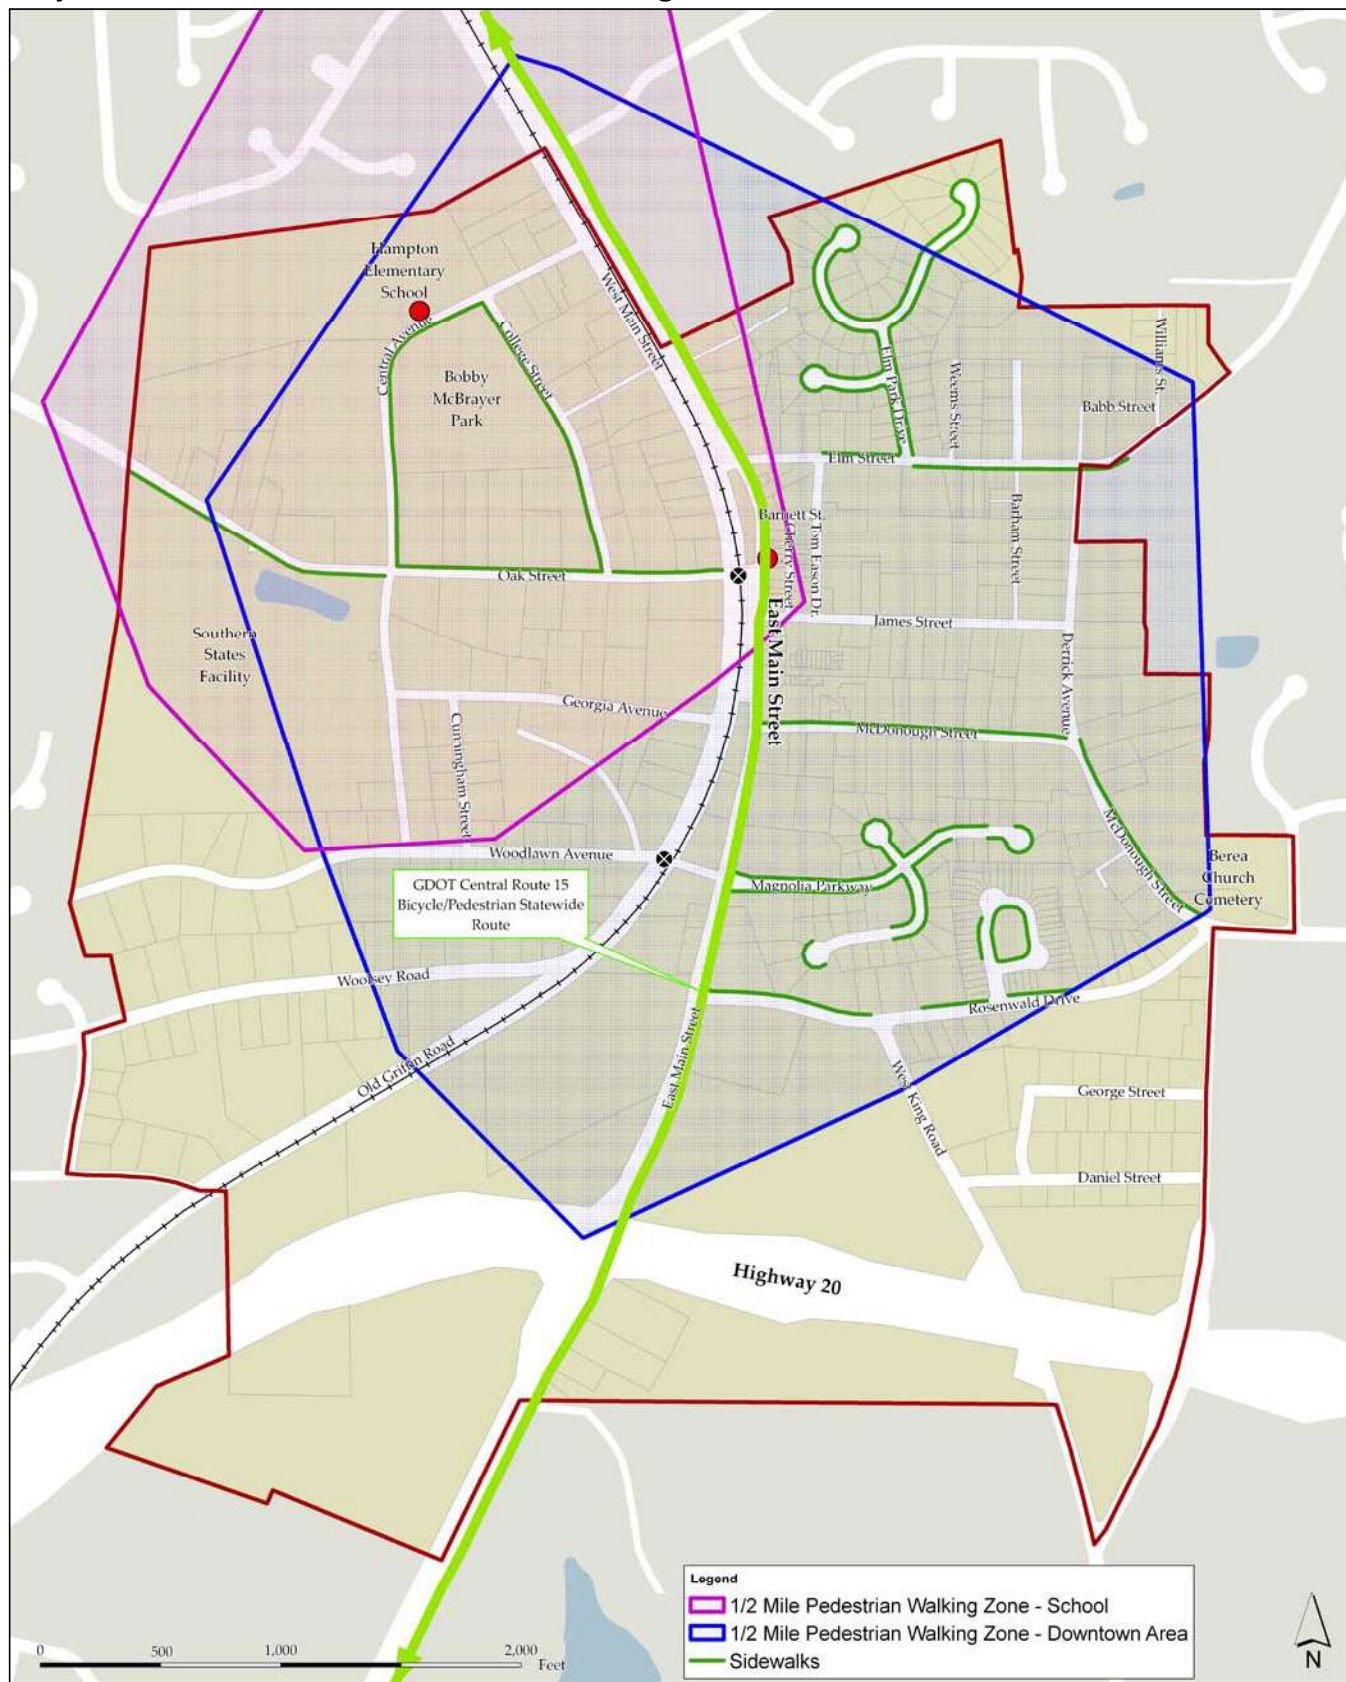 Hampton
Elementary
School
West Main Street
Central Avenue
College Street
Bobby
McBrayer
Park
Elm Park Drive
Weems Street
Williams St.
Babb Street
Elm Street
Barham Street
Barnett St.
Cherry Street
Tom Eason Dr.
Oak Street
East Main Street
James Street
Southern
States
Facility
Derrick Avenue
Georgia Avenue
Cunningham Street
McDonough Street
Woodlawn Avenue
McDonough Street
Berea
Church
Cemetery
GDOT Central Route 15
Bicycle/Pedestrian Statewide
Route
Magnolia Parkway
Woolsey Road
Rosenwald Drive
Old Griffin Road
East Main Street
West King Road
George Street
Daniel Street
Highway 20
Legend
1/2 Mile Pedestrian Walking Zone - School
1/2 Mile Pedestrian Walking Zone - Downtown Area
Sidewalks
0 500 1,000 2,000
Feet
N